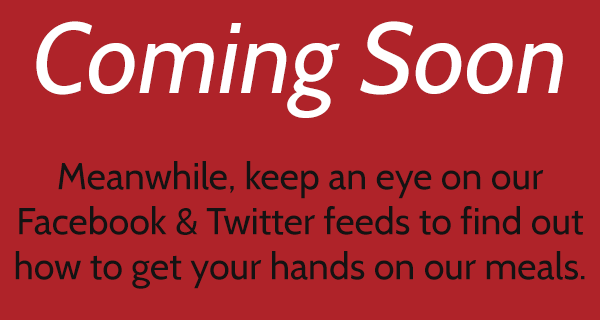 Coming Soon
Meanwhile, keep an eye on our
Facebook & Twitter feeds to find out
how to get your hands on our meals.